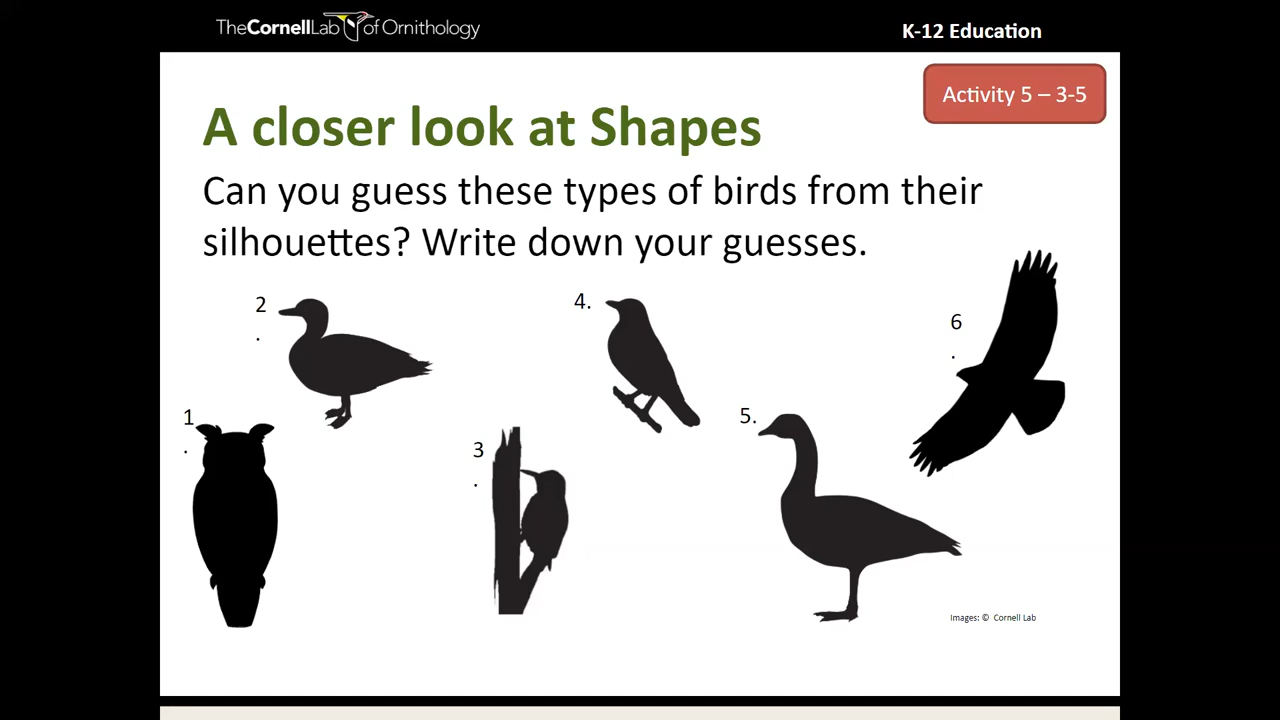 TheCornellLab of Ornithology
K-12 Education
Activity 5 – 3-5
A closer look at Shapes
Can you guess these types of birds from their
silhouettes? Write down your guesses.
2
.
4.
6
.
1
.
3
.
5.
Images: © Cornell Lab